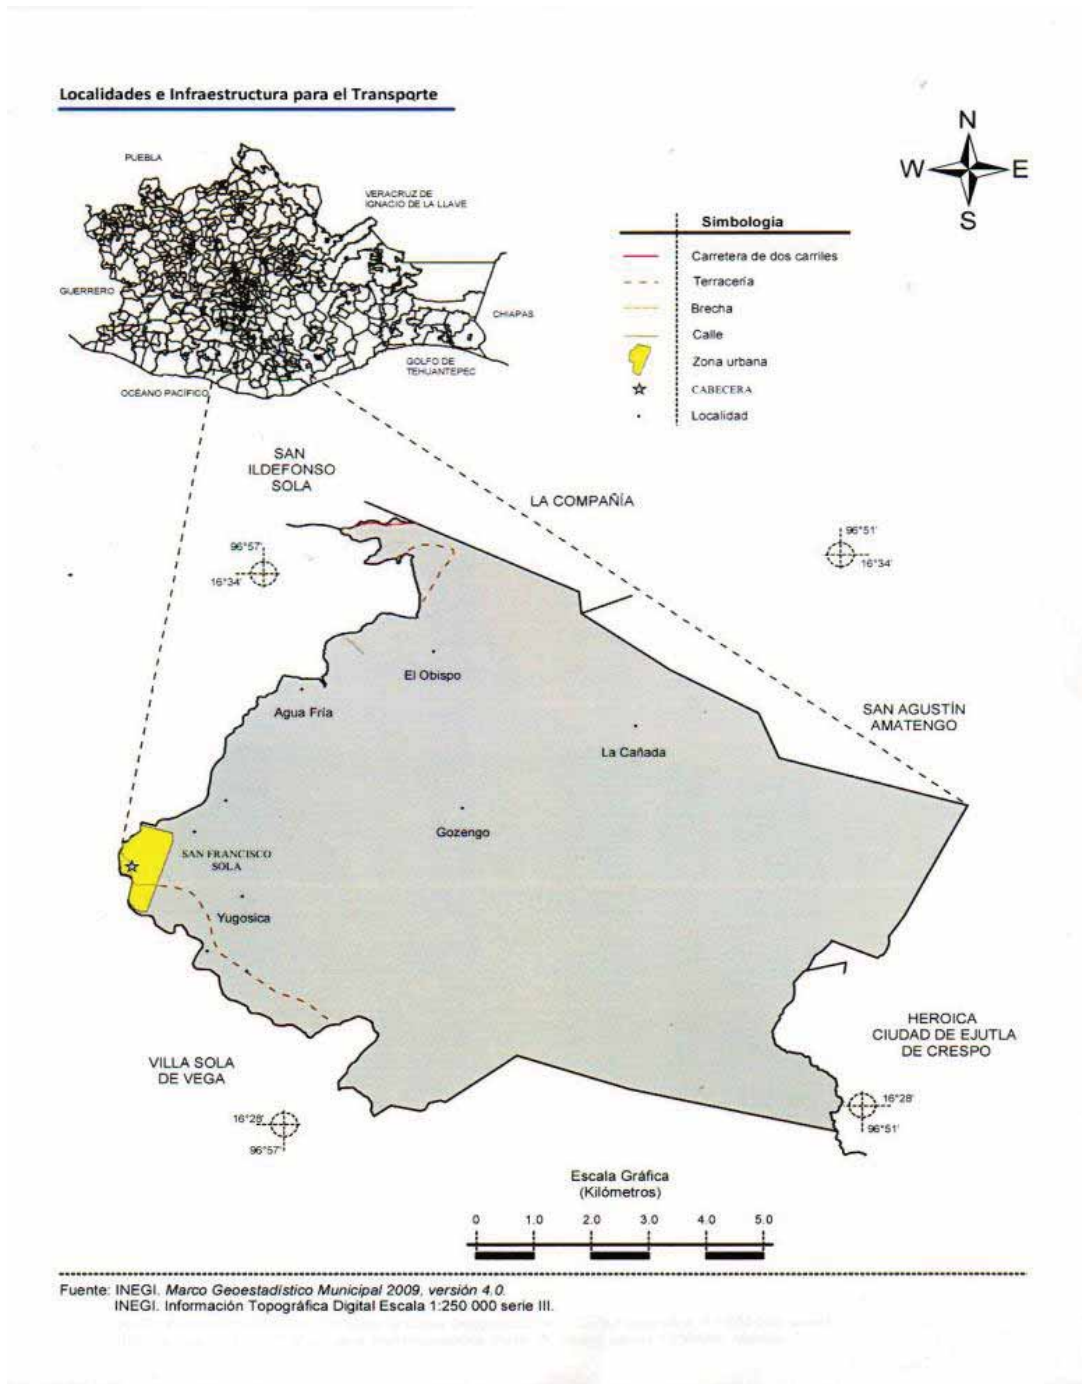 Localidades e Infraestructura para el Transporte
PUEBLA
VERACRUZ DE
IGNACIO DE LA LLAVE
GUERRERO
CHIAPAS
GOLFO DE
TEHUANTEPEC
OCÉANO PACÍFICO
N
W
E
S
Simbologia
Carretera de dos carriles
Terracería
Brecha
Calle
Zona urbana
CABECERA
Localidad
SAN
ILDEFONSO
SOLA
LA COMPAÑÍA
96°57'
16°34'
96°51'
16°34'
El Obispo
Agua Fría
SAN AGUSTÍN
AMATENGO
La Cañada
Gozengo
SAN FRANCISCO
SOLA
Yugosica
HEROICA
CIUDAD DE EJUTLA
DE CRESPO
VILLA SOLA
DE VEGA
16°28'
96°57'
16°28'
96°51'
Escala Gráfica
(Kilómetros)
0 1.0 2.0 3.0 4.0 5.0
Fuente: INEGI. Marco Geoestadístico Municipal 2009, versión 4.0.
INEGI. Información Topográfica Digital Escala 1:250 000 serie III.